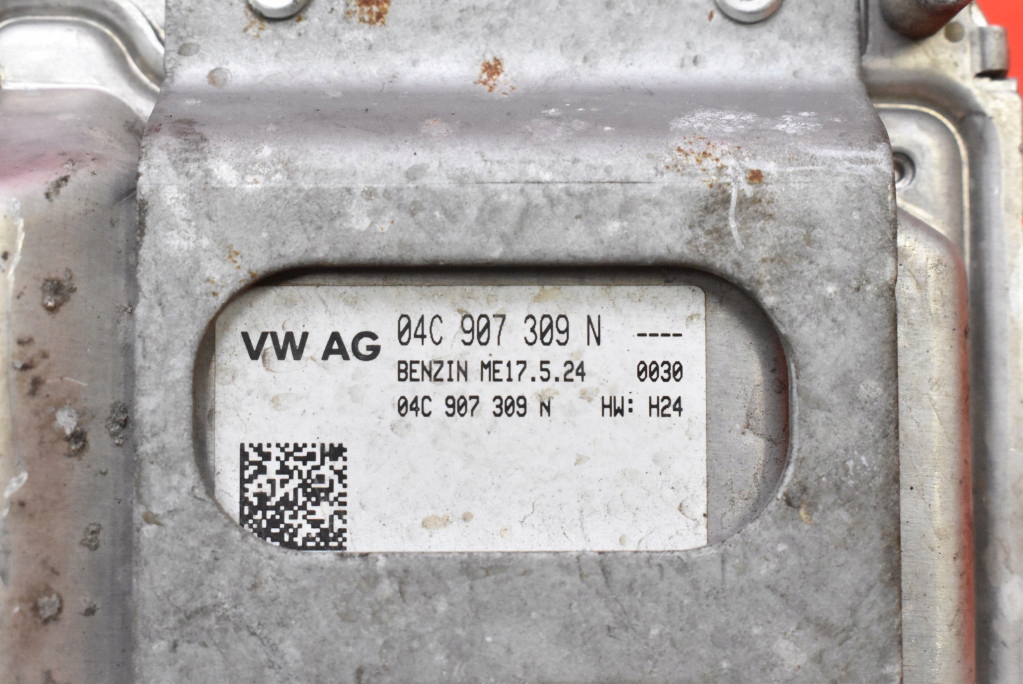 VW AG 04C 907 309 N ----
BENZIN ME17.5.24 0030
04C 907 309 N HW: H24